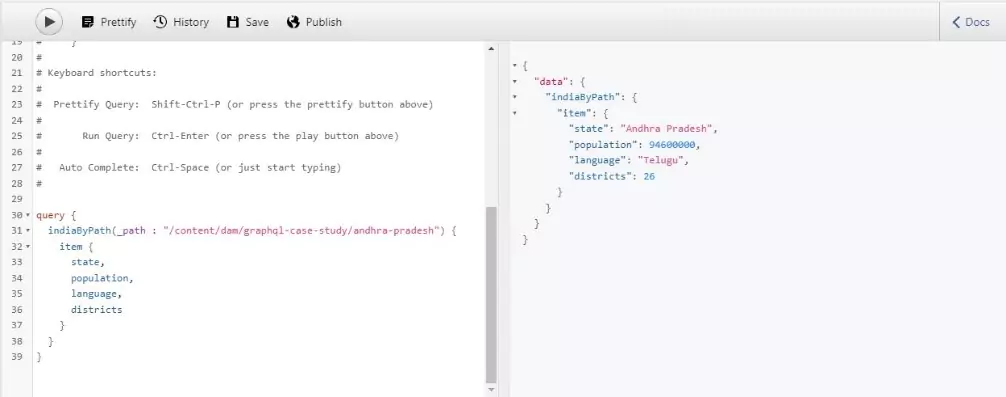 Prettify History Save Publish Docs
19 # }
20 #
21 # Keyboard shortcuts:
22 #
23 # Prettify Query: Shift-Ctrl-P (or press the prettify button above)
24 #
25 # Run Query: Ctrl-Enter (or press the play button above)
26 #
27 # Auto Complete: Ctrl-Space (or just start typing)
28 #
29
30 query {
31 indiaByPath(_path : "/content/dam/graphql-case-study/andhra-pradesh") {
32 item {
33 state,
34 population,
35 language,
36 districts
37 }
38 }
39 }
{
"data": {
"indiaByPath": {
"item": {
"state": "Andhra Pradesh",
"population": 94600000,
"language": "Telugu",
"districts": 26
}
}
}
}